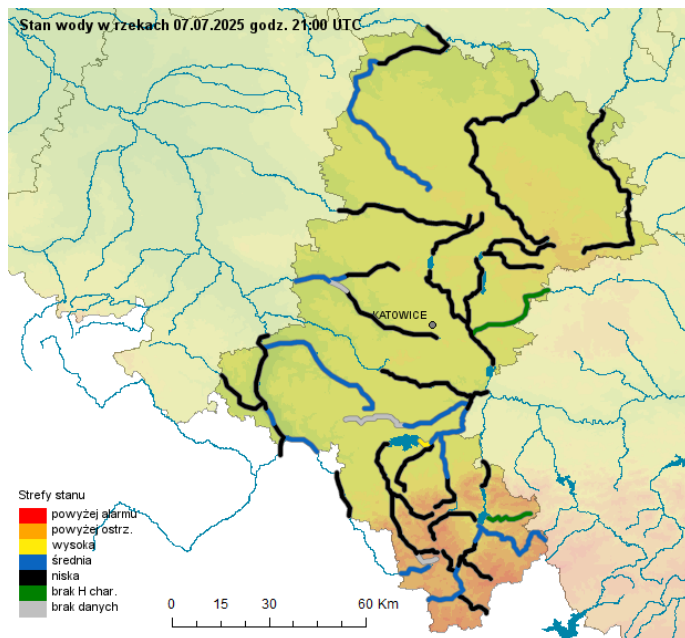 Stan wody w rzekach 07.07.2025 godz. 21:00 UTC
KATOWICE
Strefy stanu
powyżej alarmu
powyżej ostrz.
wysoka
średnia
niska
brak H char.
brak danych
0 15 30 60 Km